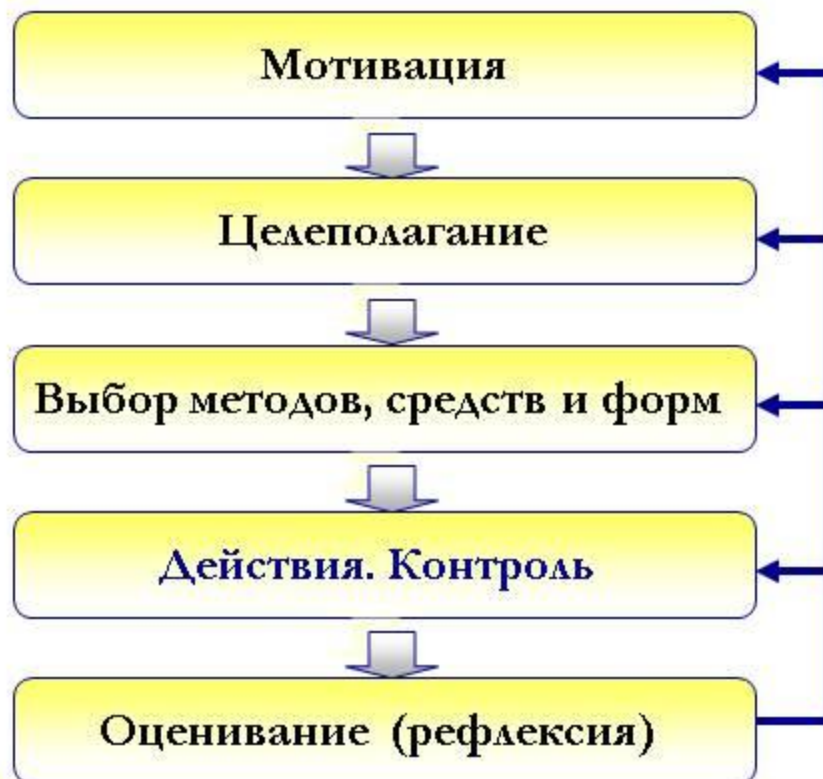 Мотивация
Целеполагание
Выбор методов, средств и форм
Действия. Контроль
Оценивание (рефлексия)